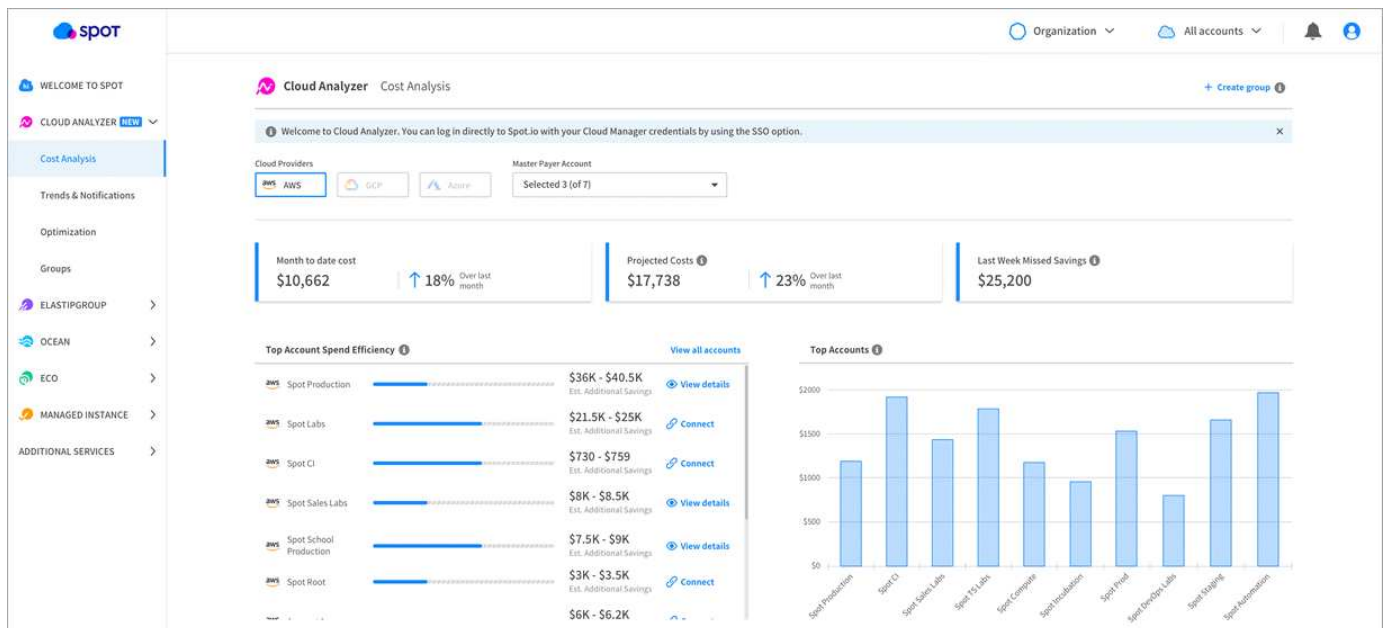 spot
Organization
All accounts
WELCOME TO SPOT
CLOUD ANALYZER NEW
Cost Analysis
Trends & Notifications
Optimization
Groups
ELASTIPGROUP
OCEAN
ECO
MANAGED INSTANCE
ADDITIONAL SERVICES
Cloud Analyzer Cost Analysis
+ Create group
Welcome to Cloud Analyzer. You can log in directly to Spot.io with your Cloud Manager credentials by using the SSO option.
Cloud Providers
aws AWS
GCP
Azure
Master Payer Account
Selected 3 (of 7)
Month to date cost
$10,662
18% Over last
month
Projected Costs
$17,738
23% Over last
month
Last Week Missed Savings
$25,200
Top Account Spend Efficiency
View all accounts
aws Spot Production
$36K - $40.5K
Est. Additional Savings
View details
aws Spot Labs
$21.5K - $25K
Est. Additional Savings
Connect
aws Spot CI
$730 - $759
Est. Additional Savings
Connect
aws Spot Sales Labs
$8K - $8.5K
Est. Additional Savings
View details
aws Spot School
Production
$7.5K - $9K
Est. Additional Savings
View details
aws Spot Root
$3K - $3.5K
Est. Additional Savings
Connect
$6K - $6.2K
Top Accounts
$2000
$1500
$1000
$500
$0
Spot Production
Spot CI
Spot Sales Labs
Spot TS Labs
Spot Compute
Spot Incubation
Spot Prod
Spot DevOps Labs
Spot Staging
Spot Automation